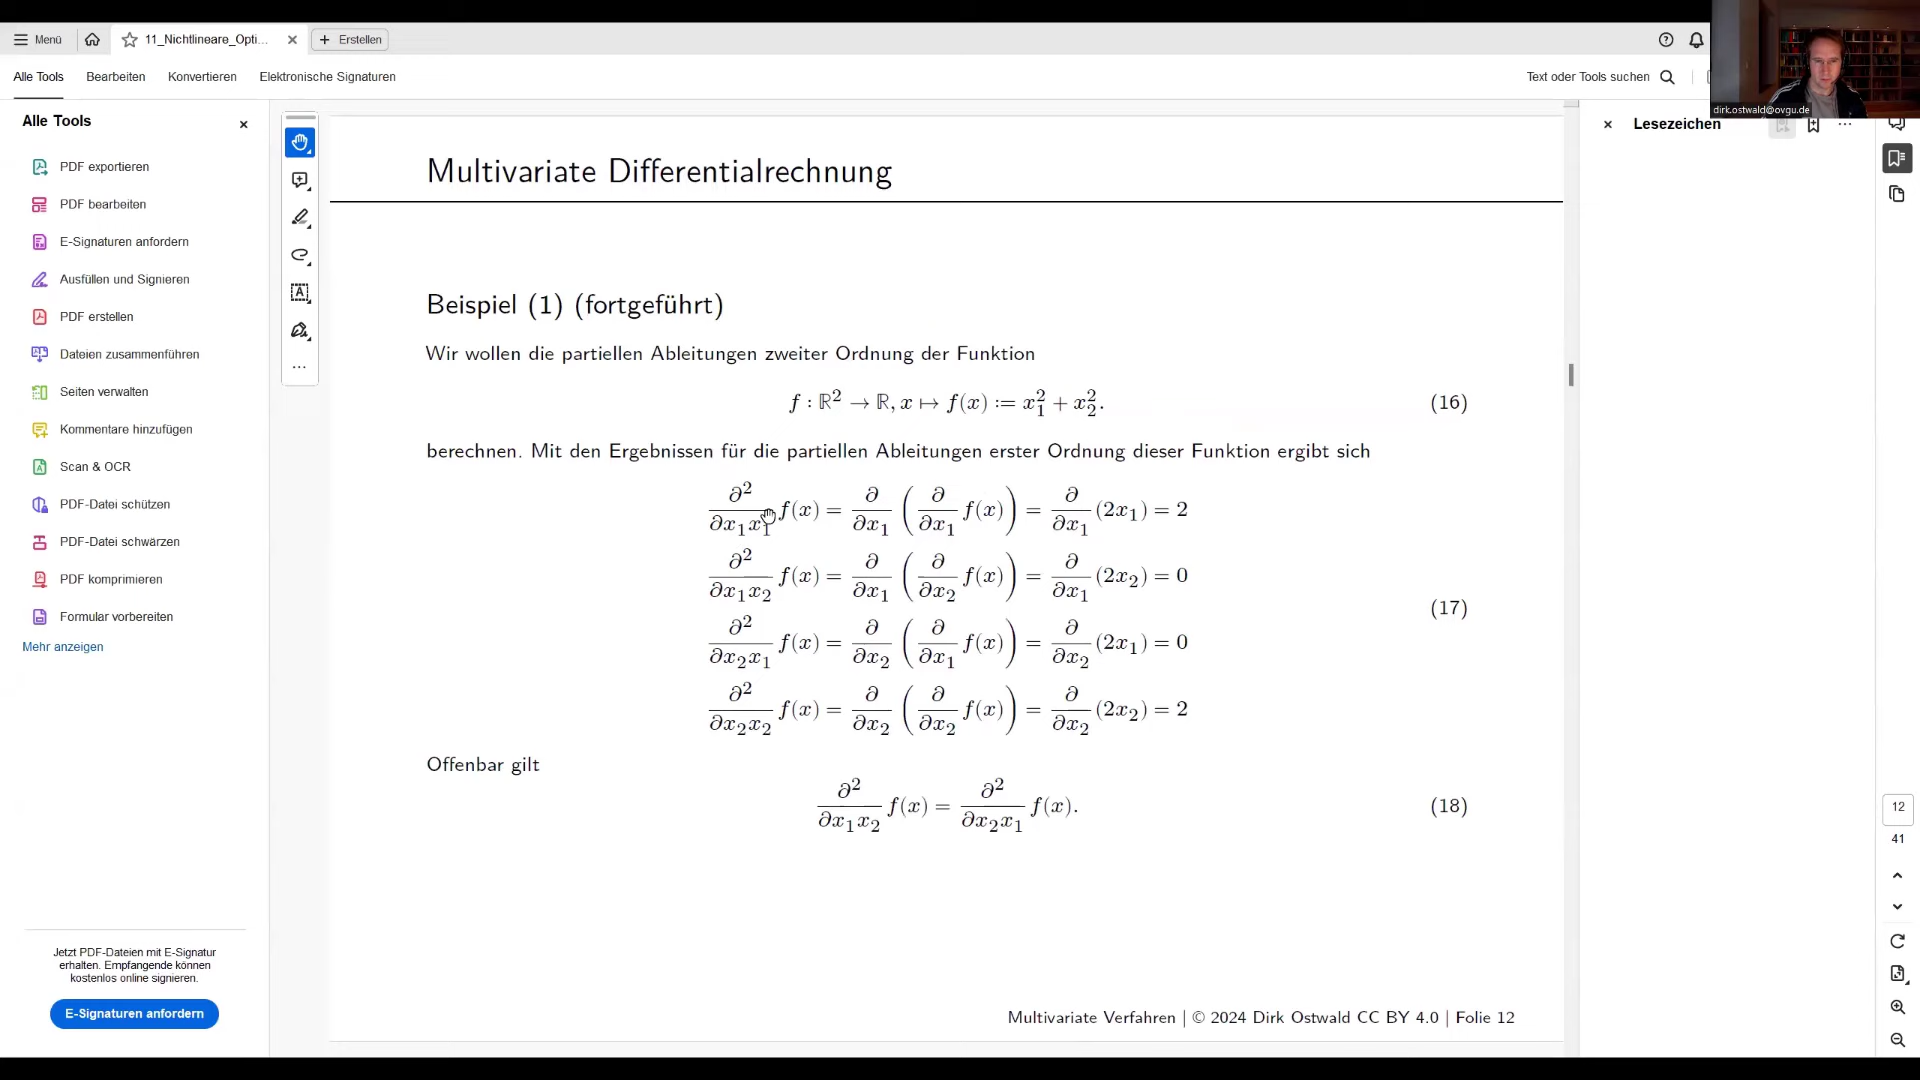 Menü
11_Nichtlineare_Opti...
Erstellen
Alle Tools
Bearbeiten
Konvertieren
Elektronische Signaturen
Text oder Tools suchen
dirk.ostwald@ovgu.de
Alle Tools
PDF exportieren
PDF bearbeiten
E-Signaturen anfordern
Ausfüllen und Signieren
PDF erstellen
Dateien zusammenführen
Seiten verwalten
Kommentare hinzufügen
Scan & OCR
PDF-Datei schützen
PDF-Datei schwärzen
PDF komprimieren
Formular vorbereiten
Mehr anzeigen
Jetzt PDF-Dateien mit E-Signatur
erhalten. Empfangende können
kostenlos online signieren.
E-Signaturen anfordern
Multivariate Differentialrechnung
Beispiel (1) (fortgeführt)
Wir wollen die partiellen Ableitungen zweiter Ordnung der Funktion
f : ℝ² → ℝ, x ↦ f(x) := x₁² + x₂². (16)
berechnen. Mit den Ergebnissen für die partiellen Ableitungen erster Ordnung dieser Funktion ergibt sich
∂²/∂x₁x₁ f(x) = ∂/∂x₁ (∂/∂x₁ f(x)) = ∂/∂x₁ (2x₁) = 2
∂²/∂x₁x₂ f(x) = ∂/∂x₁ (∂/∂x₂ f(x)) = ∂/∂x₁ (2x₂) = 0
(17)
∂²/∂x₂x₁ f(x) = ∂/∂x₂ (∂/∂x₁ f(x)) = ∂/∂x₂ (2x₁) = 0
∂²/∂x₂x₂ f(x) = ∂/∂x₂ (∂/∂x₂ f(x)) = ∂/∂x₂ (2x₂) = 2
Offenbar gilt
∂²/∂x₁x₂ f(x) = ∂²/∂x₂x₁ f(x). (18)
Multivariate Verfahren | © 2024 Dirk Ostwald CC BY 4.0 | Folie 12
Lesezeichen
12
41